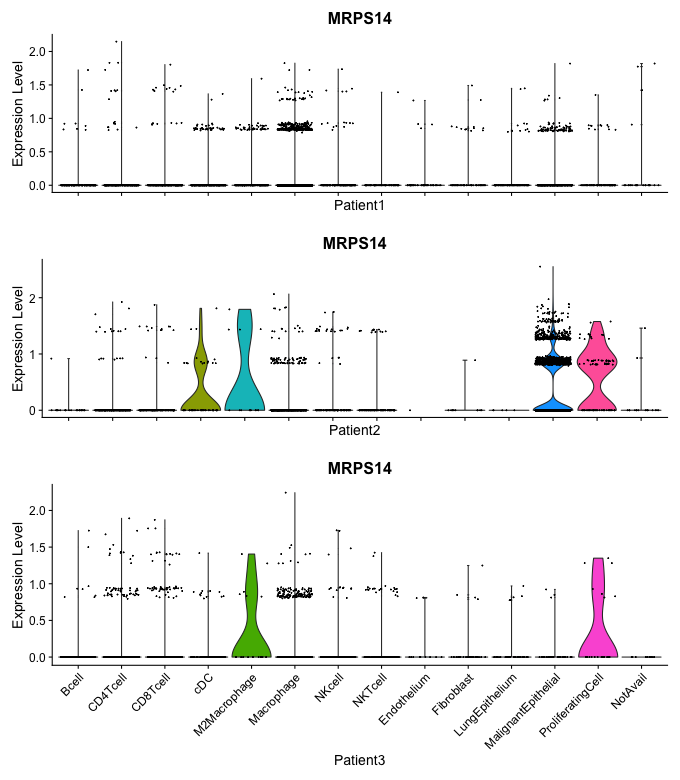 MRPS14
Expression Level
2.0
1.5
1.0
0.5
0.0
Patient1
MRPS14
Expression Level
2
1
0
Patient2
MRPS14
Expression Level
2.0
1.5
1.0
0.5
0.0
Bcell
CD4Tcell
CD8Tcell
cDC
M2Macrophage
Macrophage
NKcell
NKTcell
Endothelium
Fibroblast
LungEpithelium
MalignantEpithelial
ProliferatingCell
NotAvail
Patient3